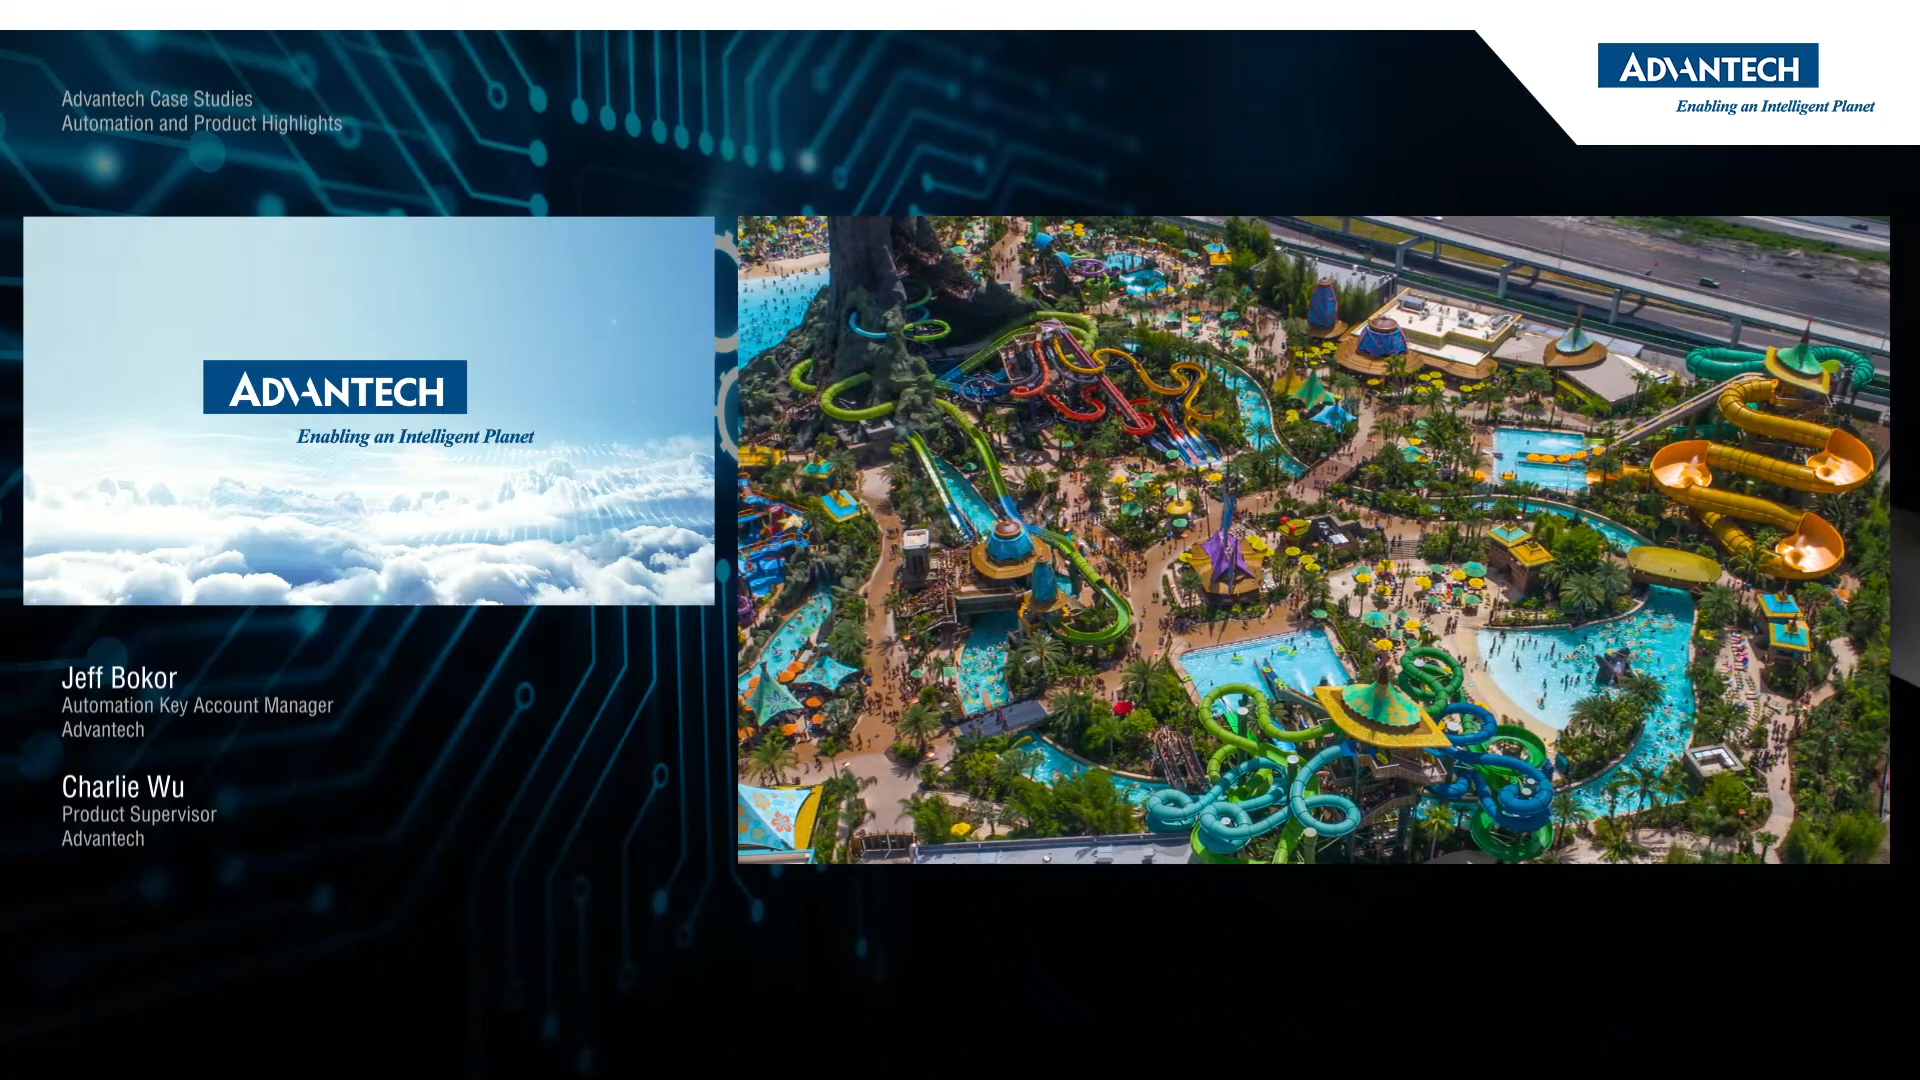 Advantech Case Studies
Automation and Product Highlights
ADVANTECH
Enabling an Intelligent Planet
ADVANTECH
Enabling an Intelligent Planet
Jeff Bokor
Automation Key Account Manager
Advantech
Charlie Wu
Product Supervisor
Advantech